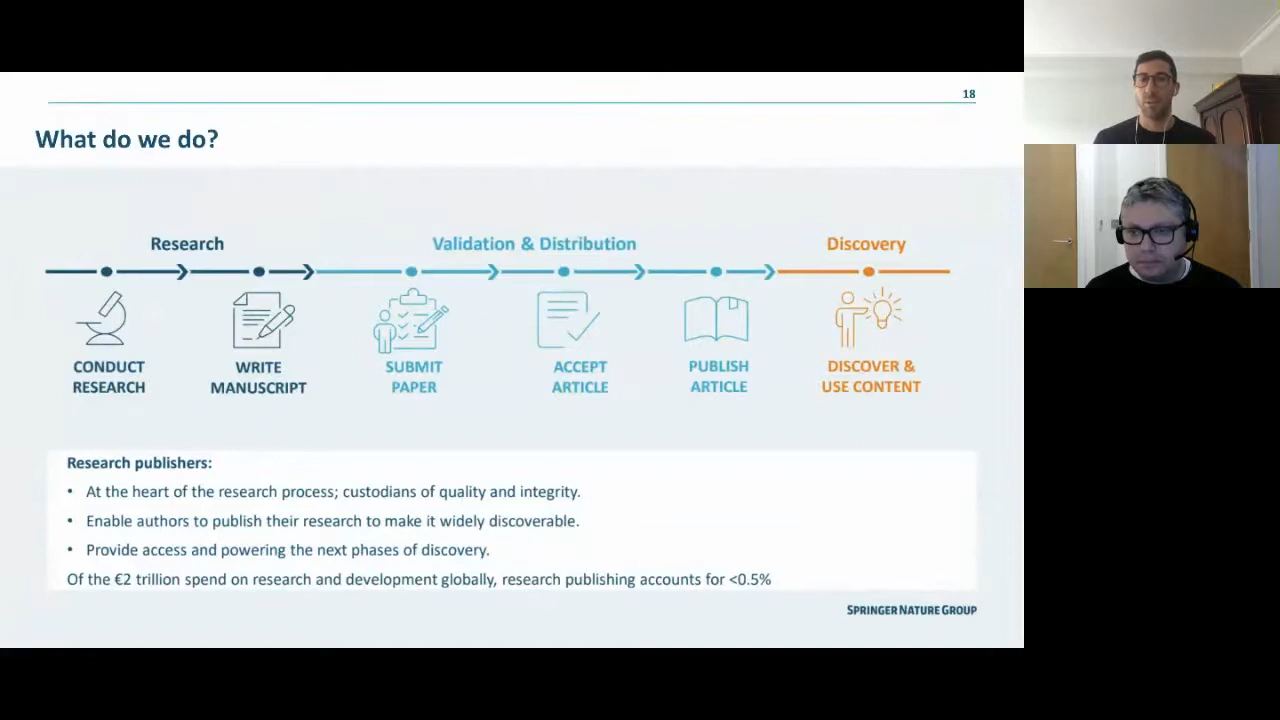 18
What do we do?
Research
Validation & Distribution
Discovery
CONDUCT
RESEARCH
WRITE
MANUSCRIPT
SUBMIT
PAPER
ACCEPT
ARTICLE
PUBLISH
ARTICLE
DISCOVER &
USE CONTENT
Research publishers:
• At the heart of the research process; custodians of quality and integrity.
• Enable authors to publish their research to make it widely discoverable.
• Provide access and powering the next phases of discovery.
Of the €2 trillion spend on research and development globally, research publishing accounts for <0.5%
SPRINGER NATURE GROUP